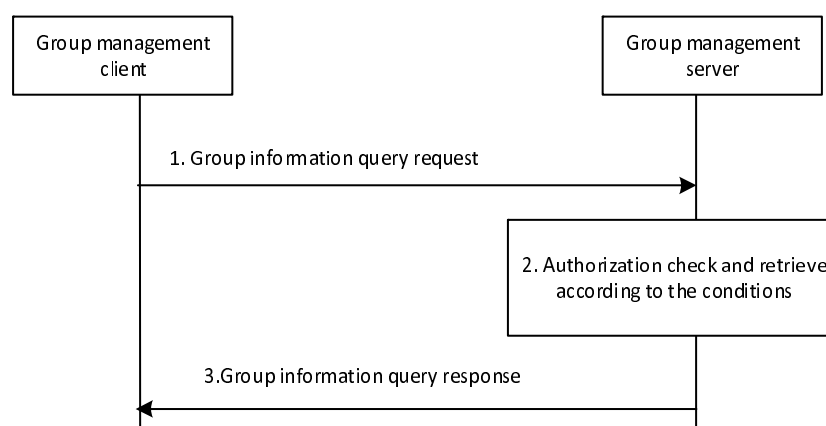 Group management
client
Group management
server
1. Group information query request
2. Authorization check and retrieve
according to the conditions
3.Group information query response